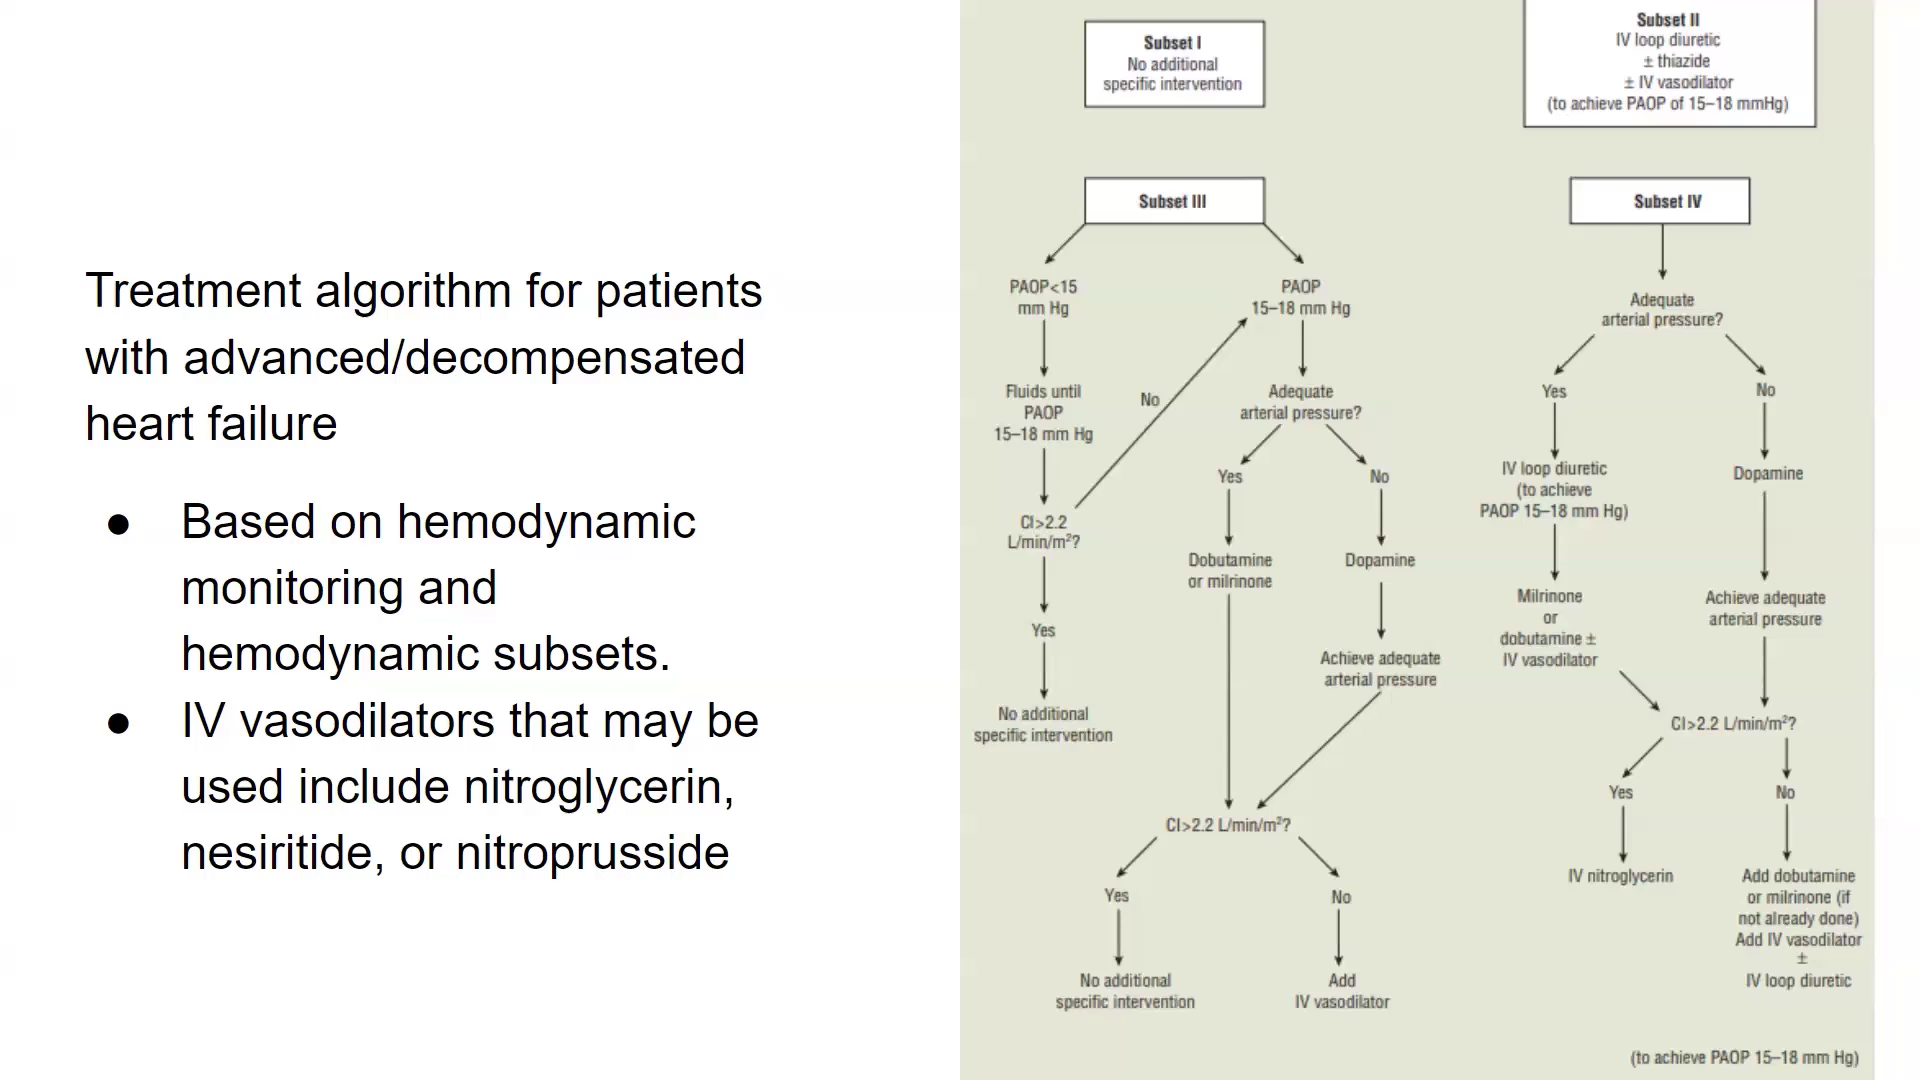 Treatment algorithm for patients
with advanced/decompensated
heart failure
● Based on hemodynamic
monitoring and
hemodynamic subsets.
● IV vasodilators that may be
used include nitroglycerin,
nesiritide, or nitroprusside
Subset I
No additional
specific intervention
Subset II
IV loop diuretic
± thiazide
± IV vasodilator
(to achieve PAOP of 15–18 mmHg)
Subset III
PAOP<15
mm Hg
Fluids until
PAOP
15–18 mm Hg
CI>2.2
L/min/m²?
No
Yes
No additional
specific intervention
PAOP
15–18 mm Hg
Adequate
arterial pressure?
Yes
Dobutamine
or milrinone
No
Dopamine
Achieve adequate
arterial pressure
CI>2.2 L/min/m²?
Yes
No additional
specific intervention
No
Add
IV vasodilator
Subset IV
Adequate
arterial pressure?
Yes
IV loop diuretic
(to achieve
PAOP 15–18 mm Hg)
Milrinone
or
dobutamine ±
IV vasodilator
No
Dopamine
Achieve adequate
arterial pressure
CI>2.2 L/min/m²?
Yes
IV nitroglycerin
No
Add dobutamine
or milrinone (if
not already done)
Add IV vasodilator
±
IV loop diuretic
(to achieve PAOP 15–18 mm Hg)